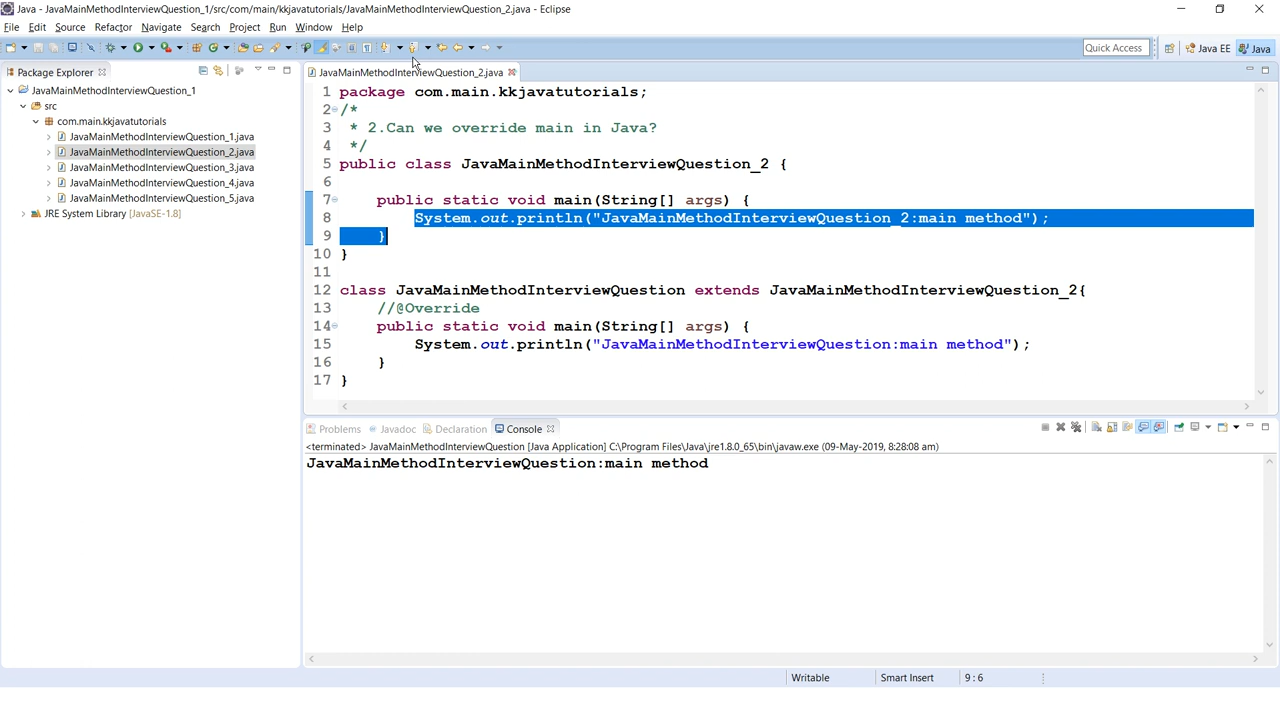 Java - JavaMainMethodInterviewQuestion_1/src/com/main/kkjavatutorials/JavaMainMethodInterviewQuestion_2.java - Eclipse
File Edit Source Refactor Navigate Search Project Run Window Help
Quick Access Java EE Java
Package Explorer
JavaMainMethodInterviewQuestion_1
src
com.main.kkjavatutorials
JavaMainMethodInterviewQuestion_1.java
JavaMainMethodInterviewQuestion_2.java
JavaMainMethodInterviewQuestion_3.java
JavaMainMethodInterviewQuestion_4.java
JavaMainMethodInterviewQuestion_5.java
JRE System Library [JavaSE-1.8]
JavaMainMethodInterviewQuestion_2.java
1 package com.main.kkjavatutorials;
2 /*
3 * 2.Can we override main in Java?
4 */
5 public class JavaMainMethodInterviewQuestion_2 {
6
7 public static void main(String[] args) {
8 System.out.println("JavaMainMethodInterviewQuestion_2:main method");
9 }
10 }
11
12 class JavaMainMethodInterviewQuestion extends JavaMainMethodInterviewQuestion_2{
13 //@Override
14 public static void main(String[] args) {
15 System.out.println("JavaMainMethodInterviewQuestion:main method");
16 }
17 }
Problems Javadoc Declaration Console
<terminated> JavaMainMethodInterviewQuestion [Java Application] C:\Program Files\Java\jre1.8.0_65\bin\javaw.exe (09-May-2019, 8:28:08 am)
JavaMainMethodInterviewQuestion:main method
Writable Smart Insert 9 : 6